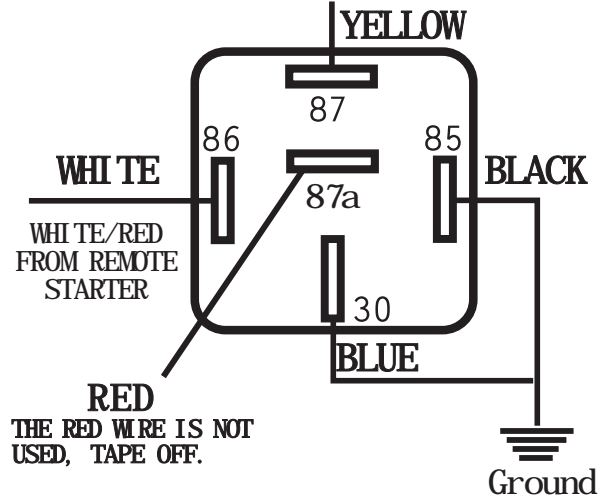 YELLOW
87
86
85
WHITE
BLACK
87a
WHITE/RED
FROM REMOTE
STARTER
30
BLUE
RED
THE RED WIRE IS NOT
USED, TAPE OFF.
Ground